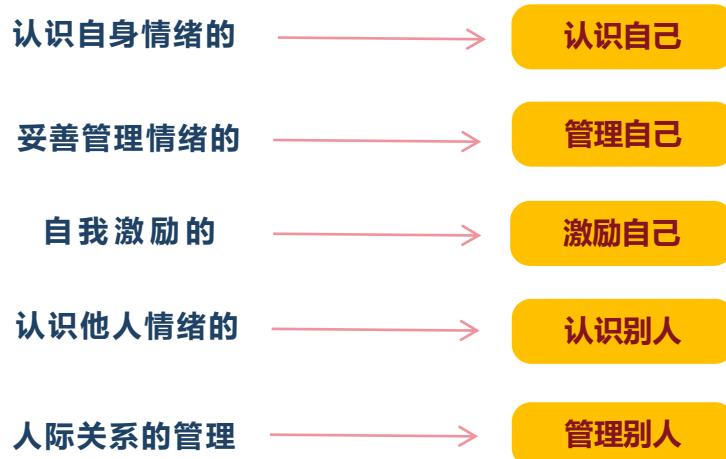 认识自身情绪的 认识自己
妥善管理情绪的 管理自己
自我激励的 激励自己
认识他人情绪的 认识别人
人际关系的管理 管理别人